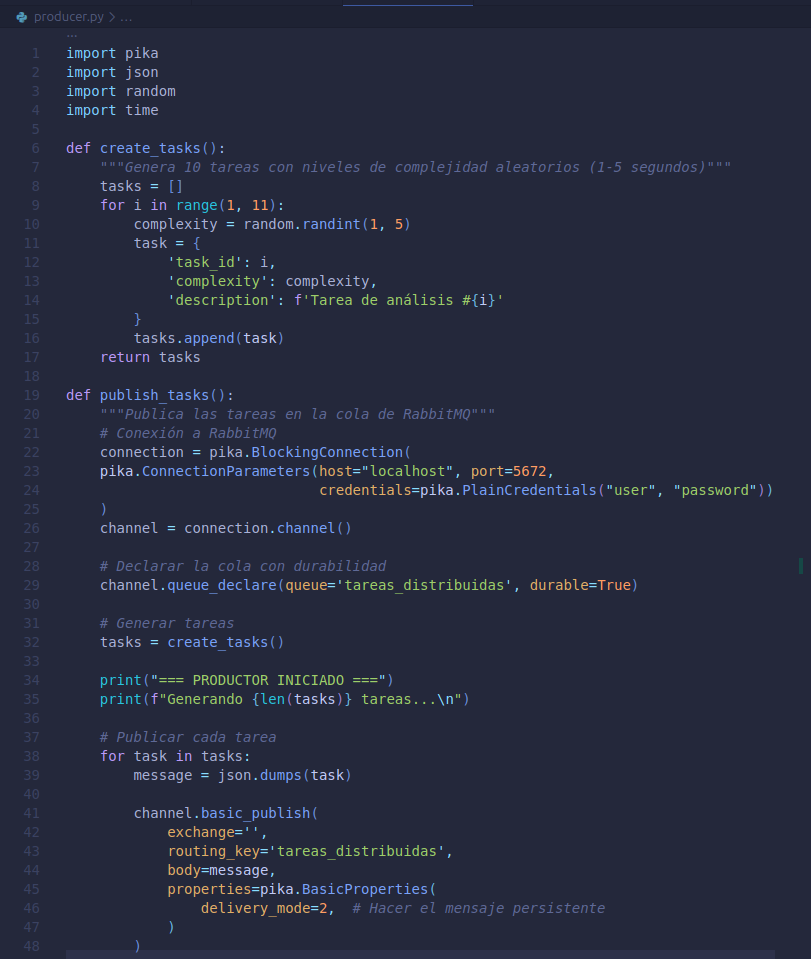 producer.py > ...
...
1 import pika
2 import json
3 import random
4 import time
5
6 def create_tasks():
7     """Genera 10 tareas con niveles de complejidad aleatorios (1-5 segundos)"""
8     tasks = []
9     for i in range(1, 11):
10         complexity = random.randint(1, 5)
11         task = {
12             'task_id': i,
13             'complexity': complexity,
14             'description': f'Tarea de análisis #{i}'
15         }
16         tasks.append(task)
17     return tasks
18
19 def publish_tasks():
20     """Publica las tareas en la cola de RabbitMQ"""
21     # Conexión a RabbitMQ
22     connection = pika.BlockingConnection(
23     pika.ConnectionParameters(host="localhost", port=5672,
24                               credentials=pika.PlainCredentials("user", "password"))
25     )
26     channel = connection.channel()
27
28     # Declarar la cola con durabilidad
29     channel.queue_declare(queue='tareas_distribuidas', durable=True)
30
31     # Generar tareas
32     tasks = create_tasks()
33
34     print("=== PRODUCTOR INICIADO ===")
35     print(f"Generando {len(tasks)} tareas...\n")
36
37     # Publicar cada tarea
38     for task in tasks:
39         message = json.dumps(task)
40
41         channel.basic_publish(
42             exchange='',
43             routing_key='tareas_distribuidas',
44             body=message,
45             properties=pika.BasicProperties(
46                 delivery_mode=2,  # Hacer el mensaje persistente
47             )
48         )